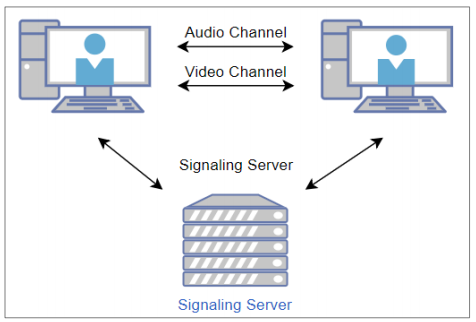 Audio Channel
Video Channel
Signaling Server
Signaling Server